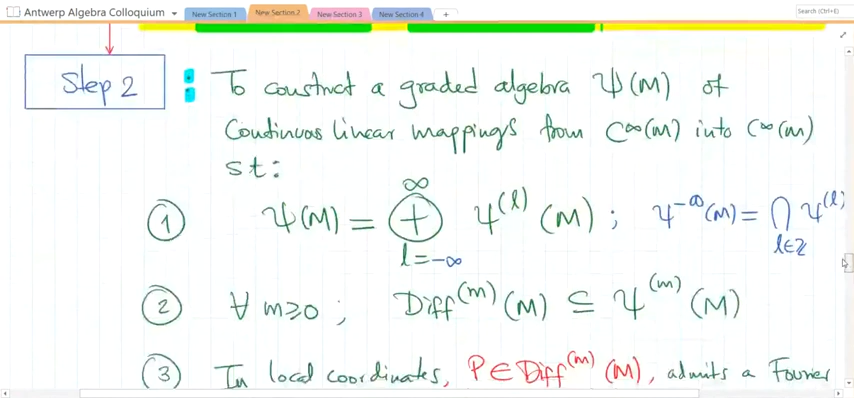 Antwerp Algebra Colloquium
New Section 1 New Section 2 New Section 3 New Section 4 +
Search (Ctrl+E)
Step 2 : To construct a graded algebra Ψ(M) of
Continuous linear mappings from C∞(M) into C∞(M)
st:
① Ψ(M) = ⊕_{l=-∞}^{∞} Ψ^{(l)}(M) ; Ψ^{-∞}(M) = ⋂_{l∈ℤ} Ψ^{(l)}
② ∀ m≥0 ; Diff^{(m)}(M) ⊆ Ψ^{(m)}(M)
③ In local coordinates, P∈Diff^{(m)}(M), admits a Fourier